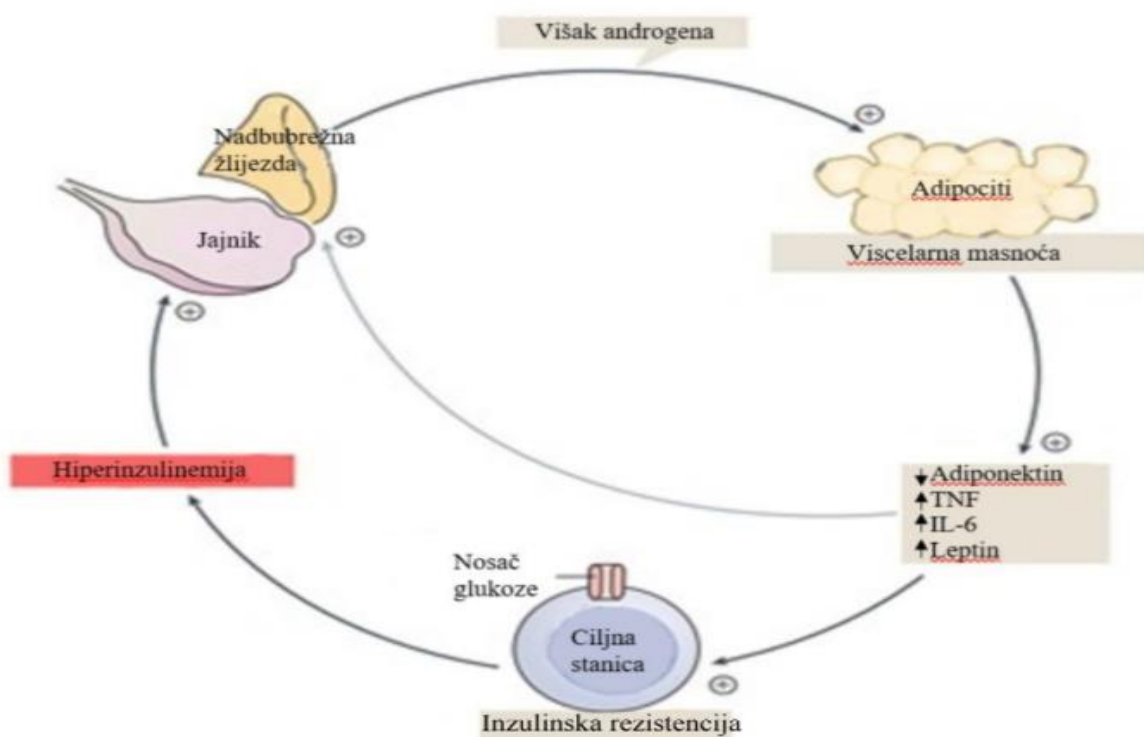 Višak androgena
Nadbubrežna
žlijezda
Jajnik
Adipociti
Viscelarna masnoća
Hiperinzulinemija
Adiponektin
TNF
IL-6
Leptin
Nosač
glukoze
Ciljna
stanica
Inzulinska rezistencija